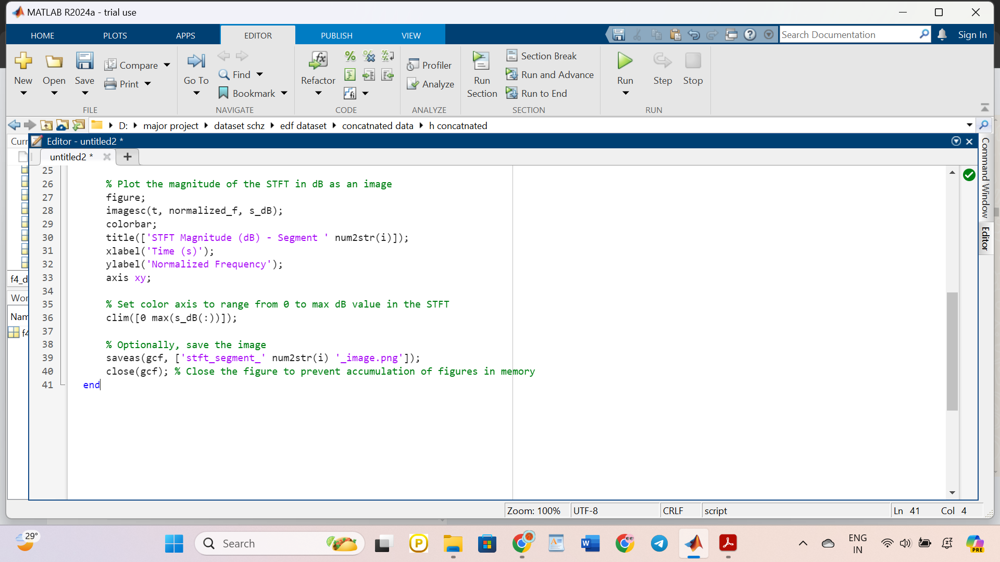 MATLAB R2024a - trial use
HOME PLOTS APPS EDITOR PUBLISH VIEW Search Documentation Sign In
New Open Save Compare Print FILE
Go To Find Bookmark NAVIGATE
Refactor CODE
Profiler Analyze ANALYZE
Run Section Section Break Run and Advance Run to End SECTION
Run Step Stop RUN
D: major project dataset schz edf dataset concatnated data h concatnated
Curr Editor - untitled2 *
untitled2 * +
25
26 % Plot the magnitude of the STFT in dB as an image
27 figure;
28 imagesc(t, normalized_f, s_dB);
29 colorbar;
30 title(['STFT Magnitude (dB) - Segment ' num2str(i)]);
31 xlabel('Time (s)');
32 ylabel('Normalized Frequency');
33 axis xy;
34
35 % Set color axis to range from 0 to max dB value in the STFT
36 clim([0 max(s_dB(:))]);
37
38 % Optionally, save the image
39 saveas(gcf, ['stft_segment_' num2str(i) '_image.png']);
40 close(gcf); % Close the figure to prevent accumulation of figures in memory
41 end
f4_d
Wor
Nam
f4
Command Window
Editor
Zoom: 100% UTF-8 CRLF script Ln 41 Col 4
29° Search ENG IN PRE